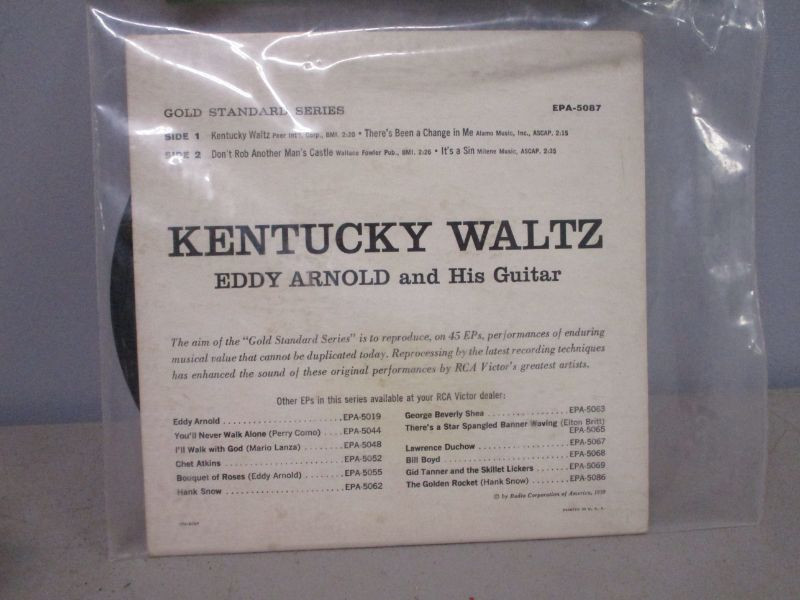 GOLD STANDARD SERIES EPA-5087
SIDE 1 Kentucky Waltz Peer Int'l. Corp., BMI. 2:20 • There's Been a Change in Me Alamo Music, Inc., ASCAP. 2:15
SIDE 2 Don't Rob Another Man's Castle Wallace Fowler Pub., BMI. 2:26 • It's a Sin Milene Music, ASCAP. 2:35
KENTUCKY WALTZ
EDDY ARNOLD and His Guitar
The aim of the "Gold Standard Series" is to reproduce, on 45 EPs, performances of enduring
musical value that cannot be duplicated today. Reprocessing by the latest recording techniques
has enhanced the sound of these original performances by RCA Victor's greatest artists.
Other EPs in this series available at your RCA Victor dealer:
Eddy Arnold ..................... EPA-5019
You'll Never Walk Alone (Perry Como) .... EPA-5044
I'll Walk with God (Mario Lanza) ........ EPA-5048
Chet Atkins ..................... EPA-5052
Bouquet of Roses (Eddy Arnold) ........ EPA-5055
Hank Snow ..................... EPA-5062
George Beverly Shea ............... EPA-5063
There's a Star Spangled Banner Waving (Elton Britt)
EPA-5065
Lawrence Duchow ................. EPA-5067
Bill Boyd ....................... EPA-5068
Gid Tanner and the Skillet Lickers ....... EPA-5069
The Golden Rocket (Hank Snow) ........ EPA-5086
© by Radio Corporation of America, 1959
PRINTED IN U. S. A.